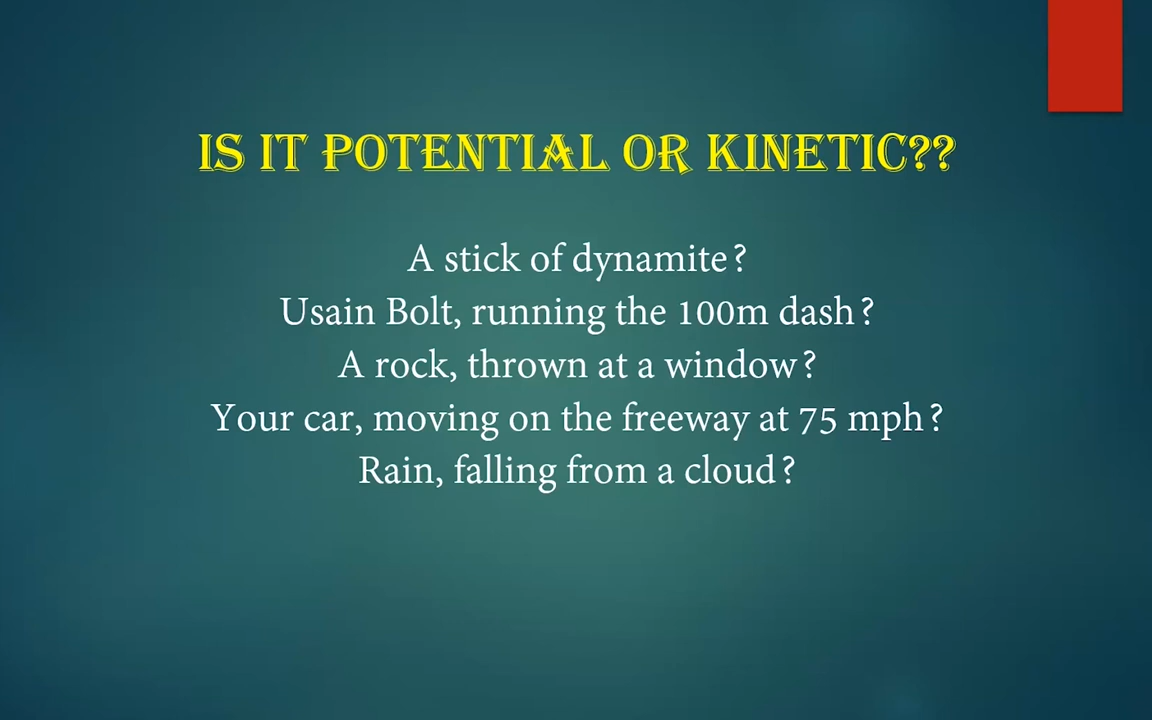 IS IT POTENTIAL OR KINETIC??
A stick of dynamite?
Usain Bolt, running the 100m dash?
A rock, thrown at a window?
Your car, moving on the freeway at 75 mph?
Rain, falling from a cloud?